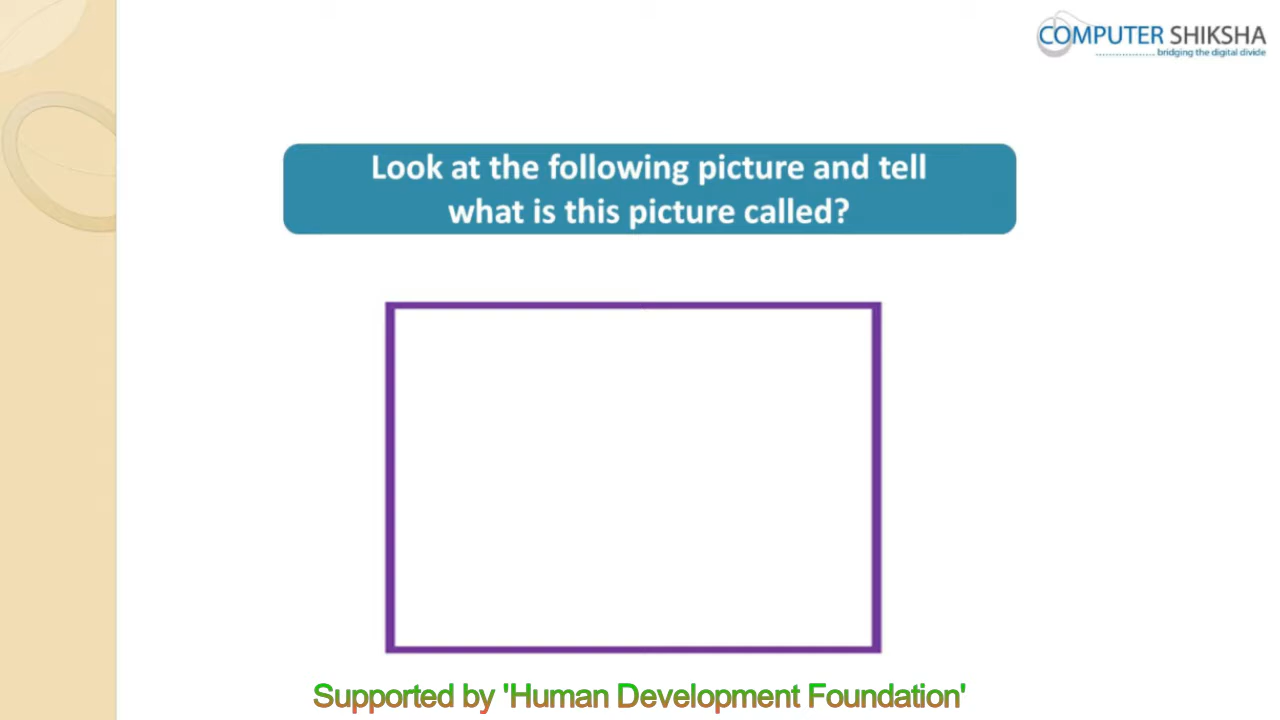 COMPUTER SHIKSHA
bridging the digital divide
Look at the following picture and tell
what is this picture called?
Supported by 'Human Development Foundation'